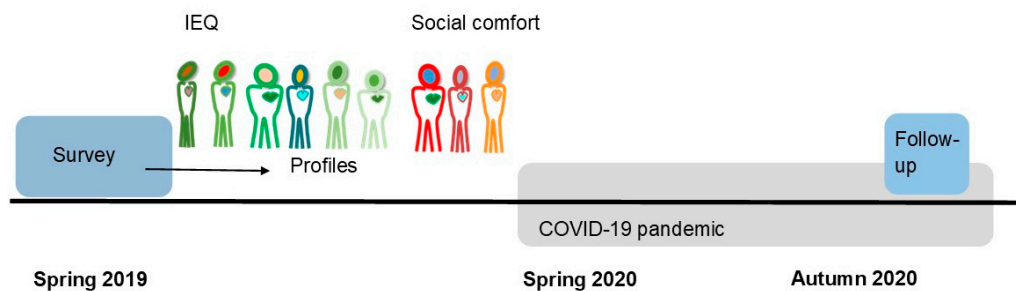 IEQ
Social comfort
Survey
Profiles
Follow-
up
COVID-19 pandemic
Spring 2019
Spring 2020
Autumn 2020